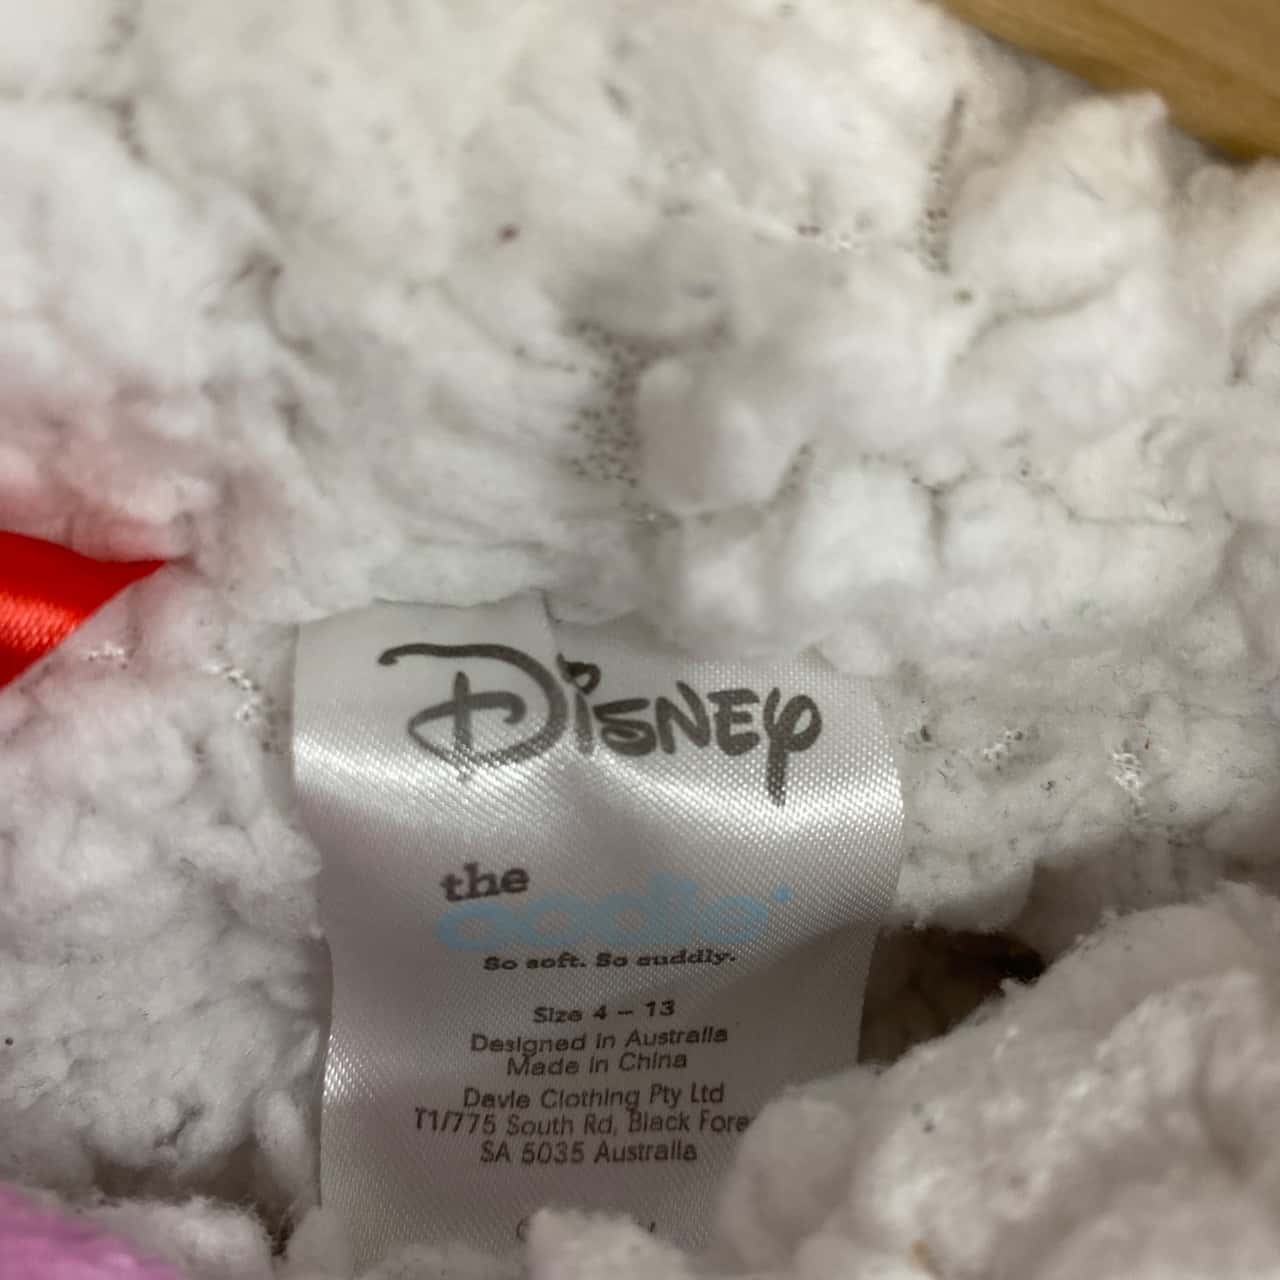 Disney
the
oodie®
So soft. So cuddly.
Size 4 – 13
Designed in Australia
Made in China
Davie Clothing Pty Ltd
T1/775 South Rd, Black Fore
SA 5035 Australia